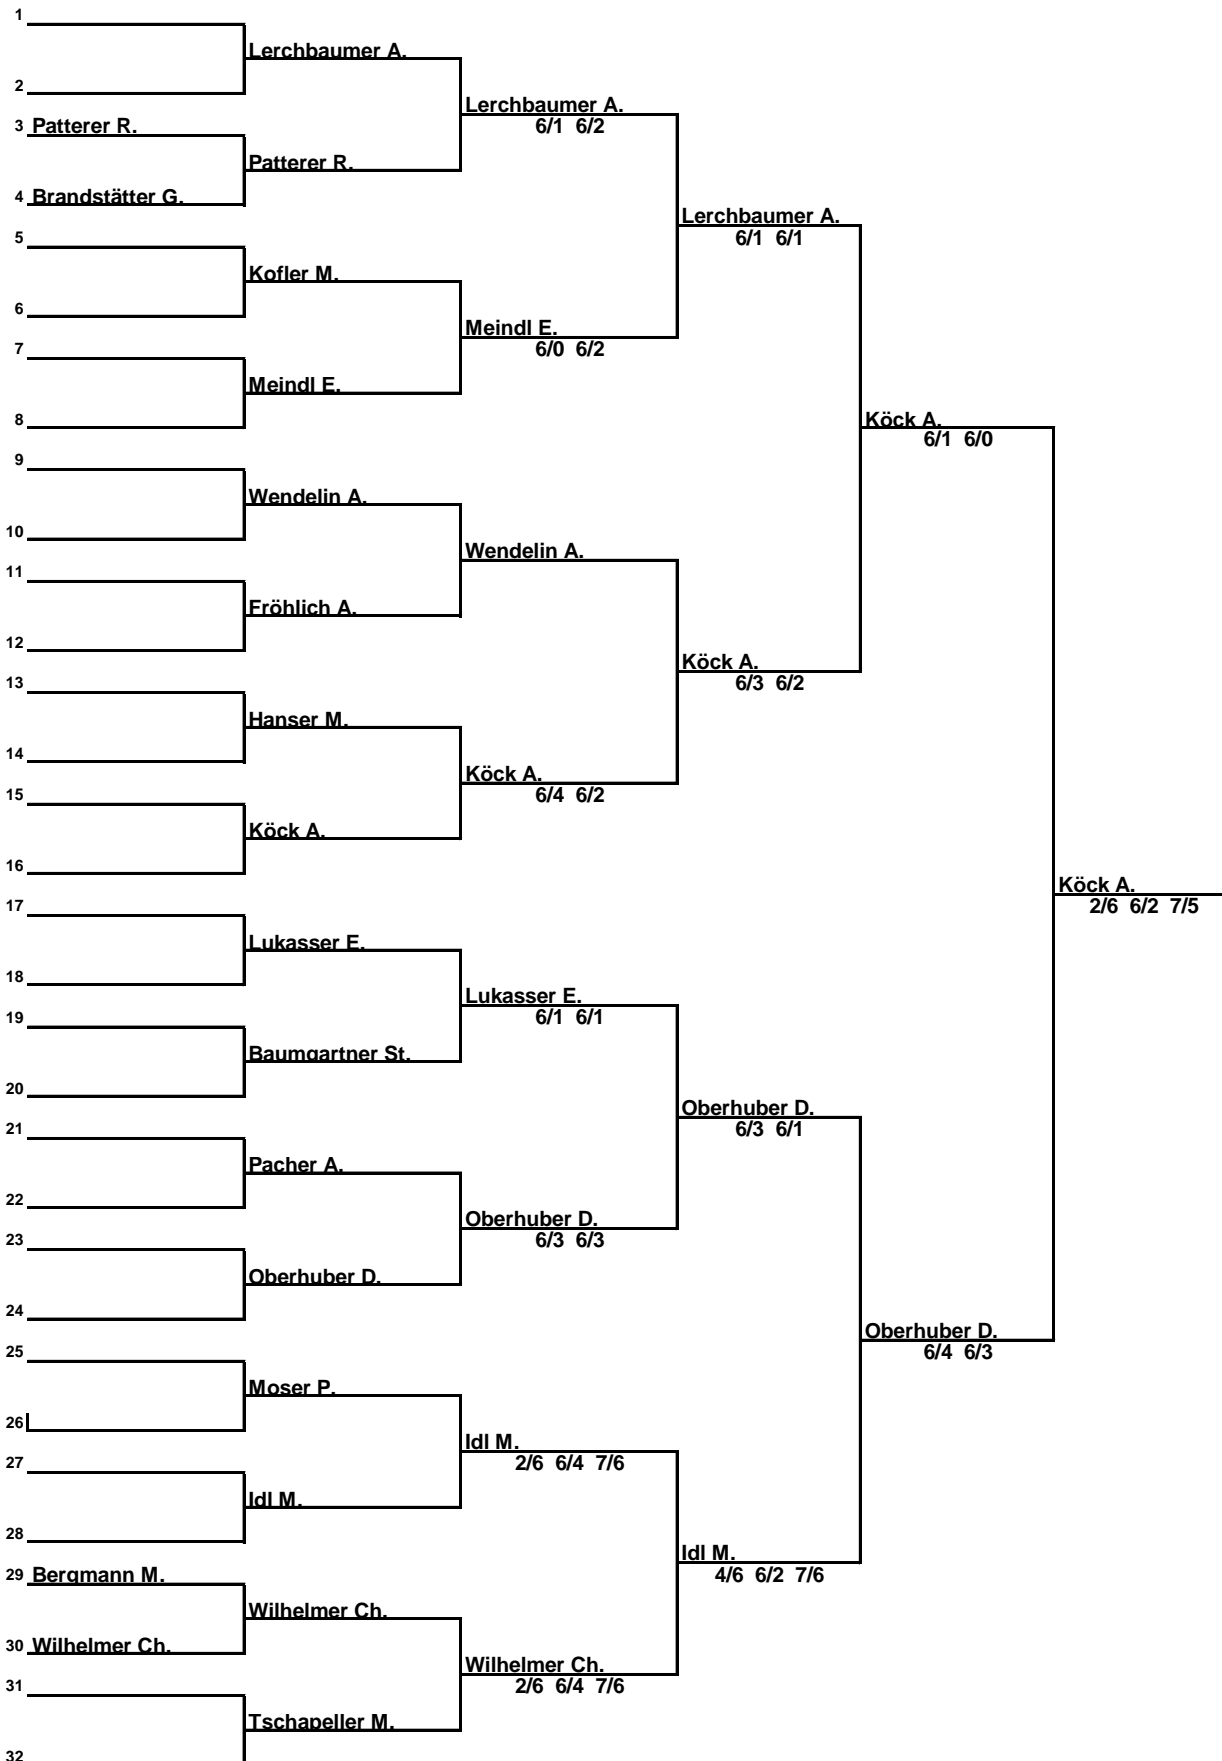 1
Lerchbaumer A.
2
Lerchbaumer A.
6/1 6/2
3 Patterer R.
Patterer R.
4 Brandstätter G.
Lerchbaumer A.
6/1 6/1
5
Kofler M.
6
Meindl E.
6/0 6/2
7
Meindl E.
8
Köck A.
6/1 6/0
9
Wendelin A.
10
Wendelin A.
11
Fröhlich A.
12
Köck A.
6/3 6/2
13
Hanser M.
14
Köck A.
6/4 6/2
15
Köck A.
16
Köck A.
2/6 6/2 7/5
17
Lukasser E.
18
Lukasser E.
6/1 6/1
19
Baumgartner St.
20
Oberhuber D.
6/3 6/1
21
Pacher A.
22
Oberhuber D.
6/3 6/3
23
Oberhuber D.
24
Oberhuber D.
6/4 6/3
25
Moser P.
26
Idl M.
2/6 6/4 7/6
27
Idl M.
28
Idl M.
4/6 6/2 7/6
29 Bergmann M.
Wilhelmer Ch.
30 Wilhelmer Ch.
Wilhelmer Ch.
2/6 6/4 7/6
31
Tschapeller M.
32